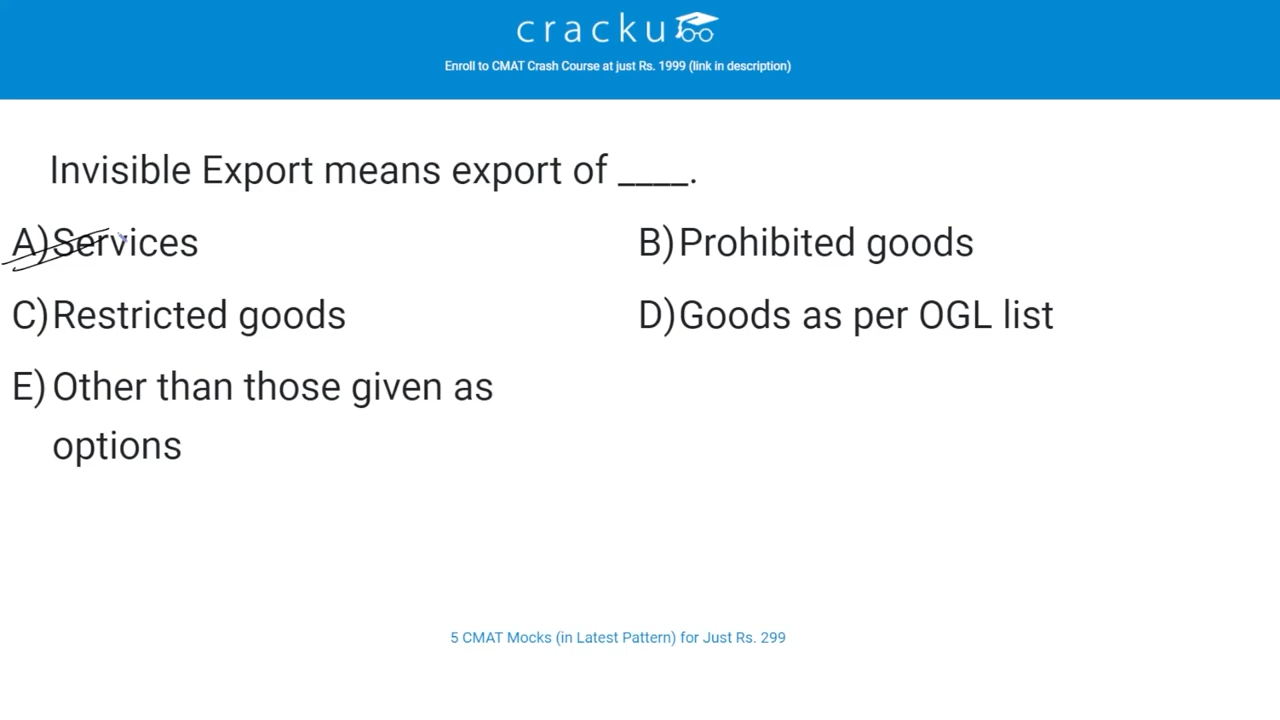 cracku
Enroll to CMAT Crash Course at just Rs. 1999 (link in description)
Invisible Export means export of ____.
A) Services
B) Prohibited goods
C) Restricted goods
D) Goods as per OGL list
E) Other than those given as
options
5 CMAT Mocks (in Latest Pattern) for Just Rs. 299